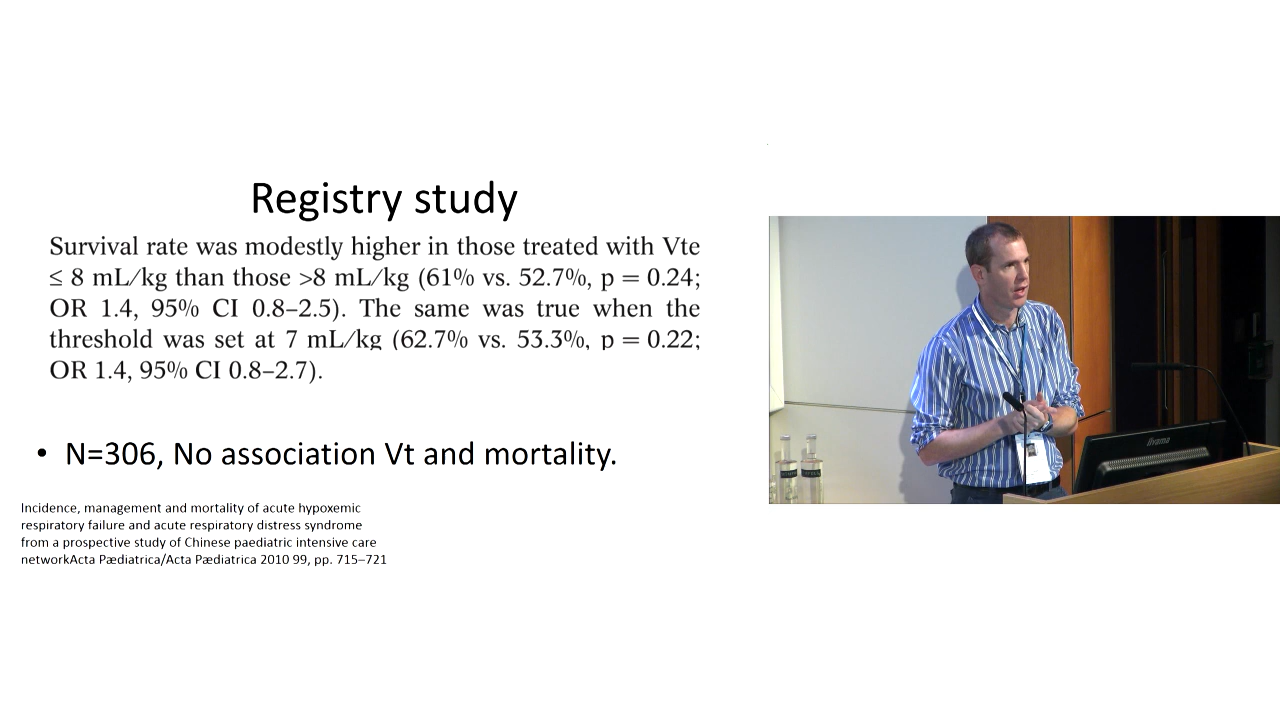 Registry study
Survival rate was modestly higher in those treated with Vte
≤ 8 mL/kg than those >8 mL/kg (61% vs. 52.7%, p = 0.24;
OR 1.4, 95% CI 0.8–2.5). The same was true when the
threshold was set at 7 mL/kg (62.7% vs. 53.3%, p = 0.22;
OR 1.4, 95% CI 0.8–2.7).
• N=306, No association Vt and mortality.
Incidence, management and mortality of acute hypoxemic
respiratory failure and acute respiratory distress syndrome
from a prospective study of Chinese paediatric intensive care
networkActa Pædiatrica/Acta Pædiatrica 2010 99, pp. 715–721
iiyama